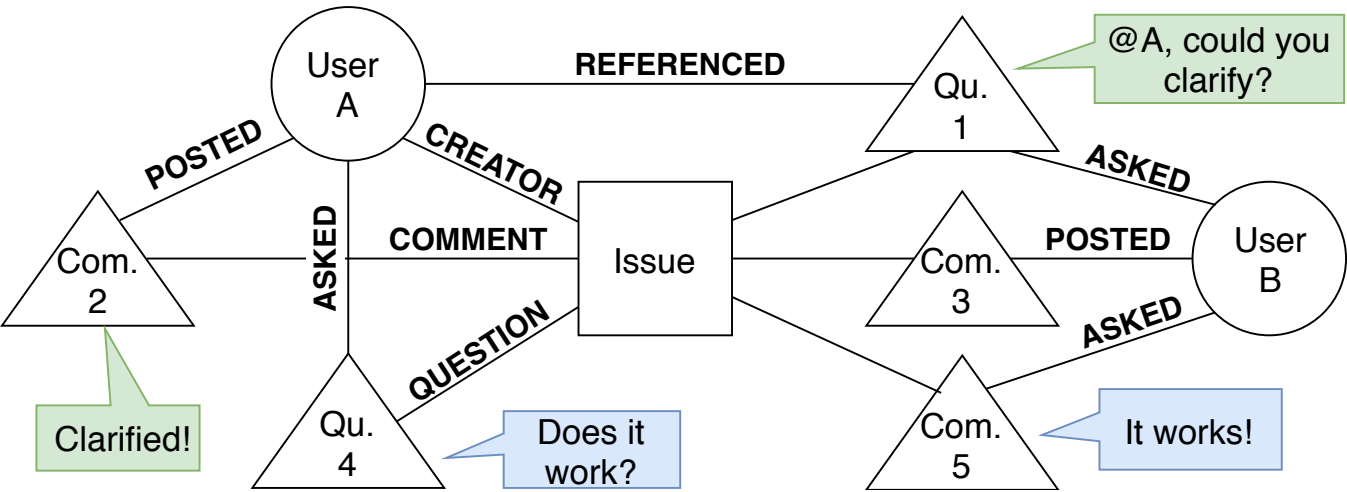 User
A
REFERENCED
Qu.
1
@A, could you
clarify?
POSTED
CREATOR
ASKED
Com.
2
ASKED
COMMENT
Issue
Com.
3
POSTED
User
B
QUESTION
ASKED
Clarified!
Qu.
4
Does it
work?
Com.
5
It works!